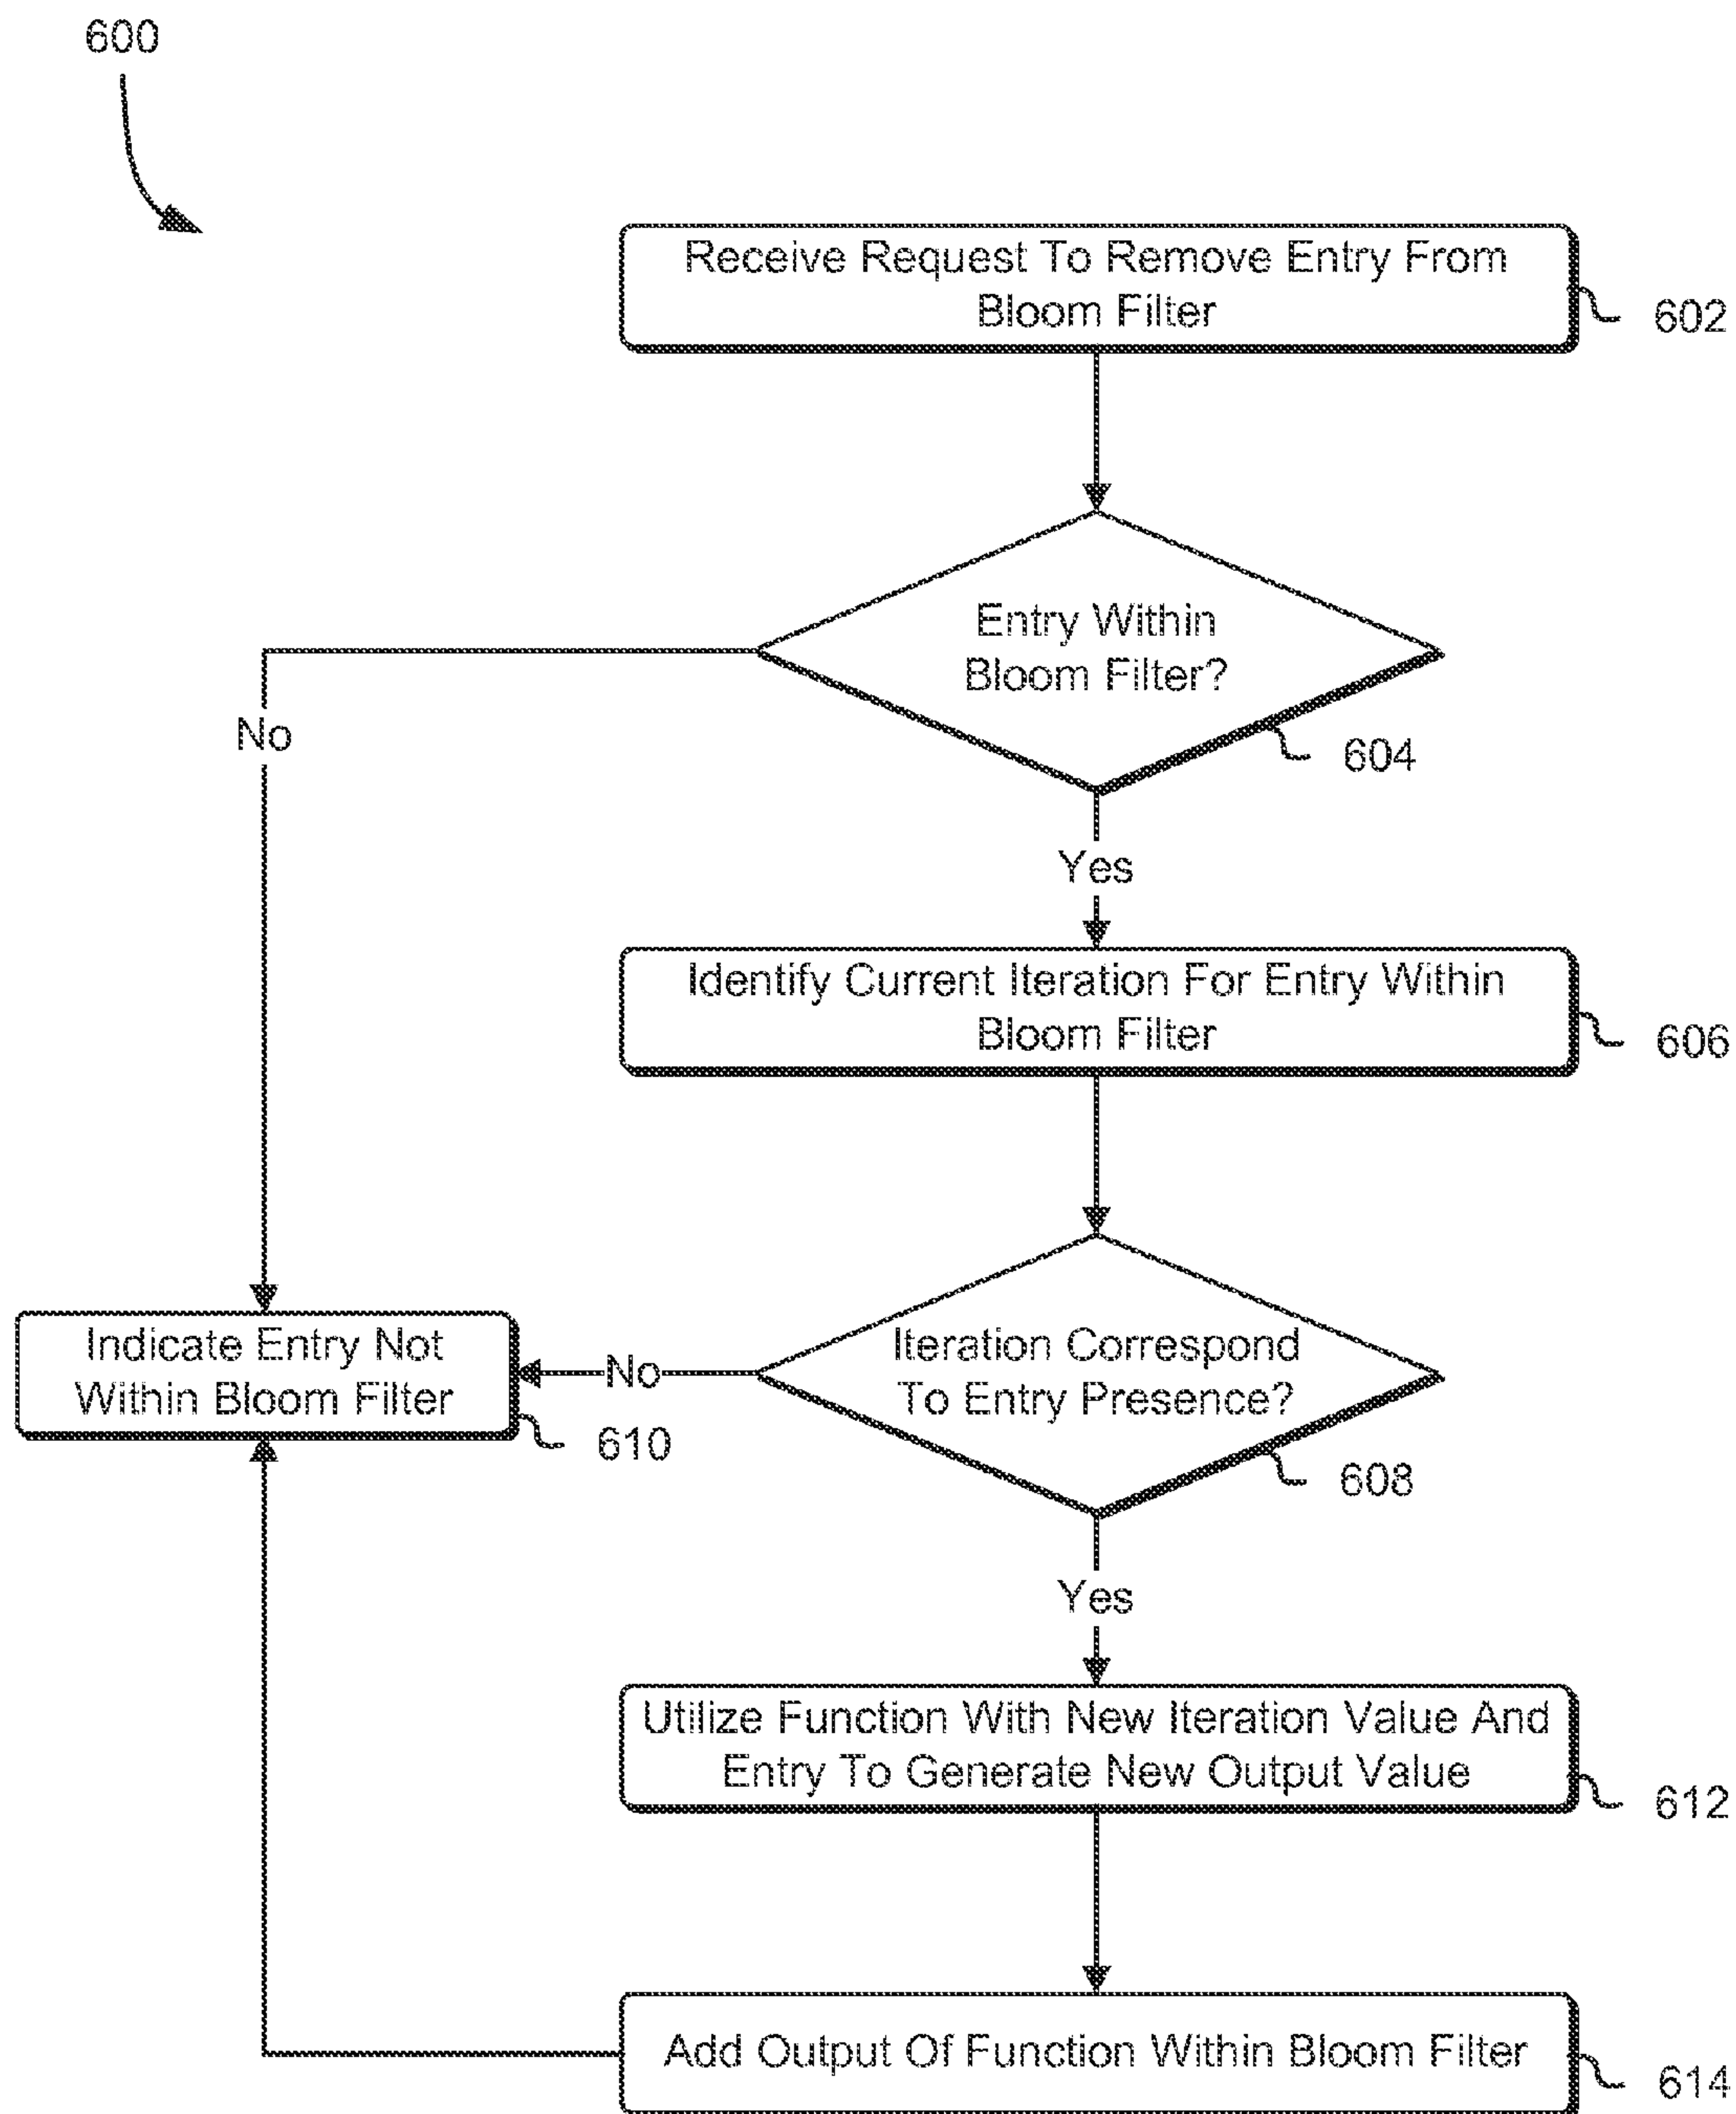 600
Receive Request To Remove Entry From
Bloom Filter
602
Entry Within
Bloom Filter?
604
No
Yes
Identify Current Iteration For Entry Within
Bloom Filter
606
Indicate Entry Not
Within Bloom Filter
610
No
Iteration Correspond
To Entry Presence?
608
Yes
Utilize Function With New Iteration Value And
Entry To Generate New Output Value
612
Add Output Of Function Within Bloom Filter
614